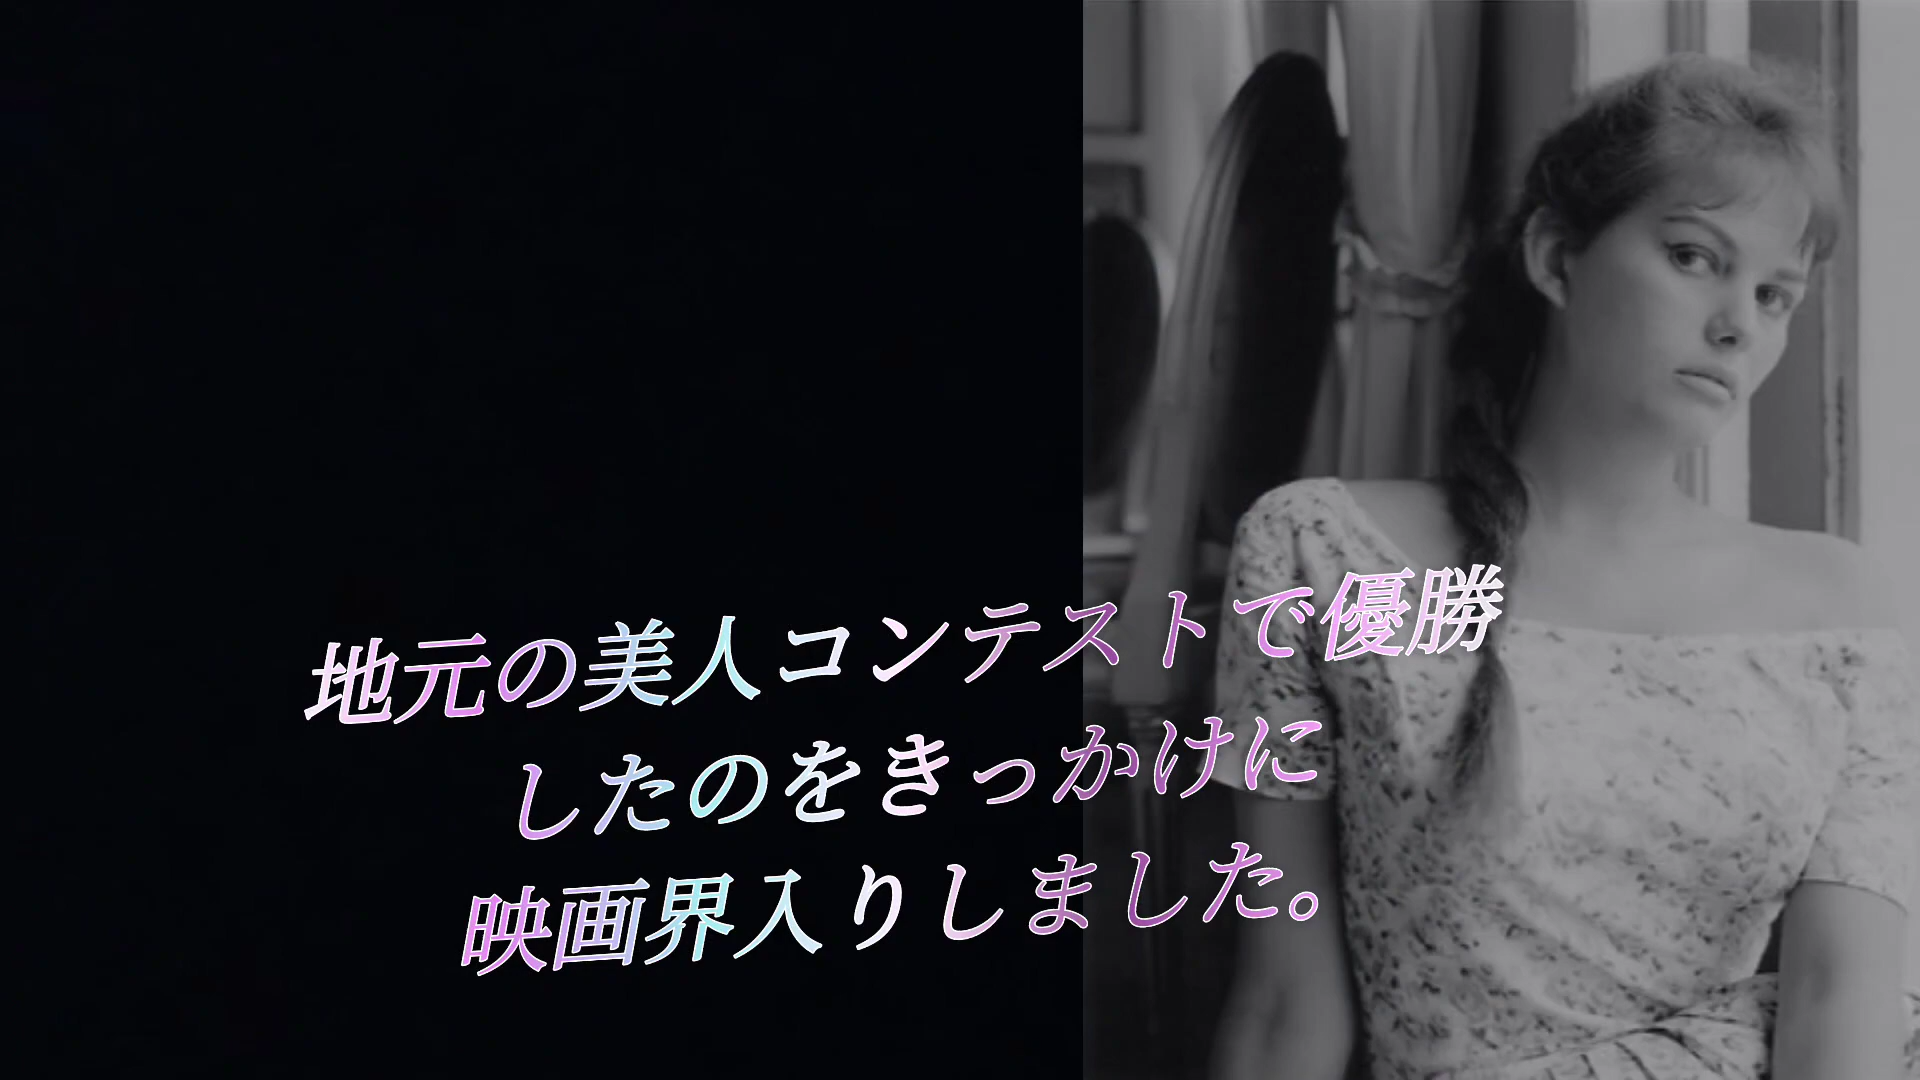 地元の美人コンテストで優勝
したのをきっかけに
映画界入りしました。